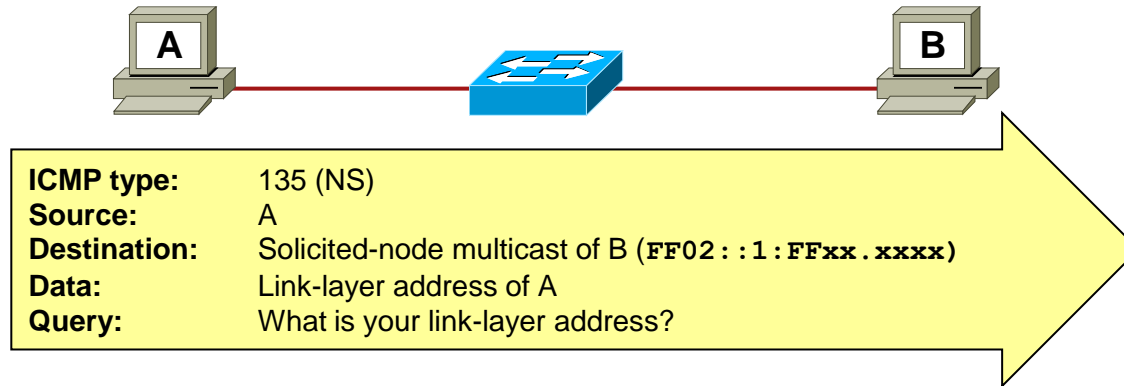 A B
ICMP type: 135 (NS)
Source: A
Destination: Solicited-node multicast of B (FF02::1:FFxx.xxxx)
Data: Link-layer address of A
Query: What is your link-layer address?